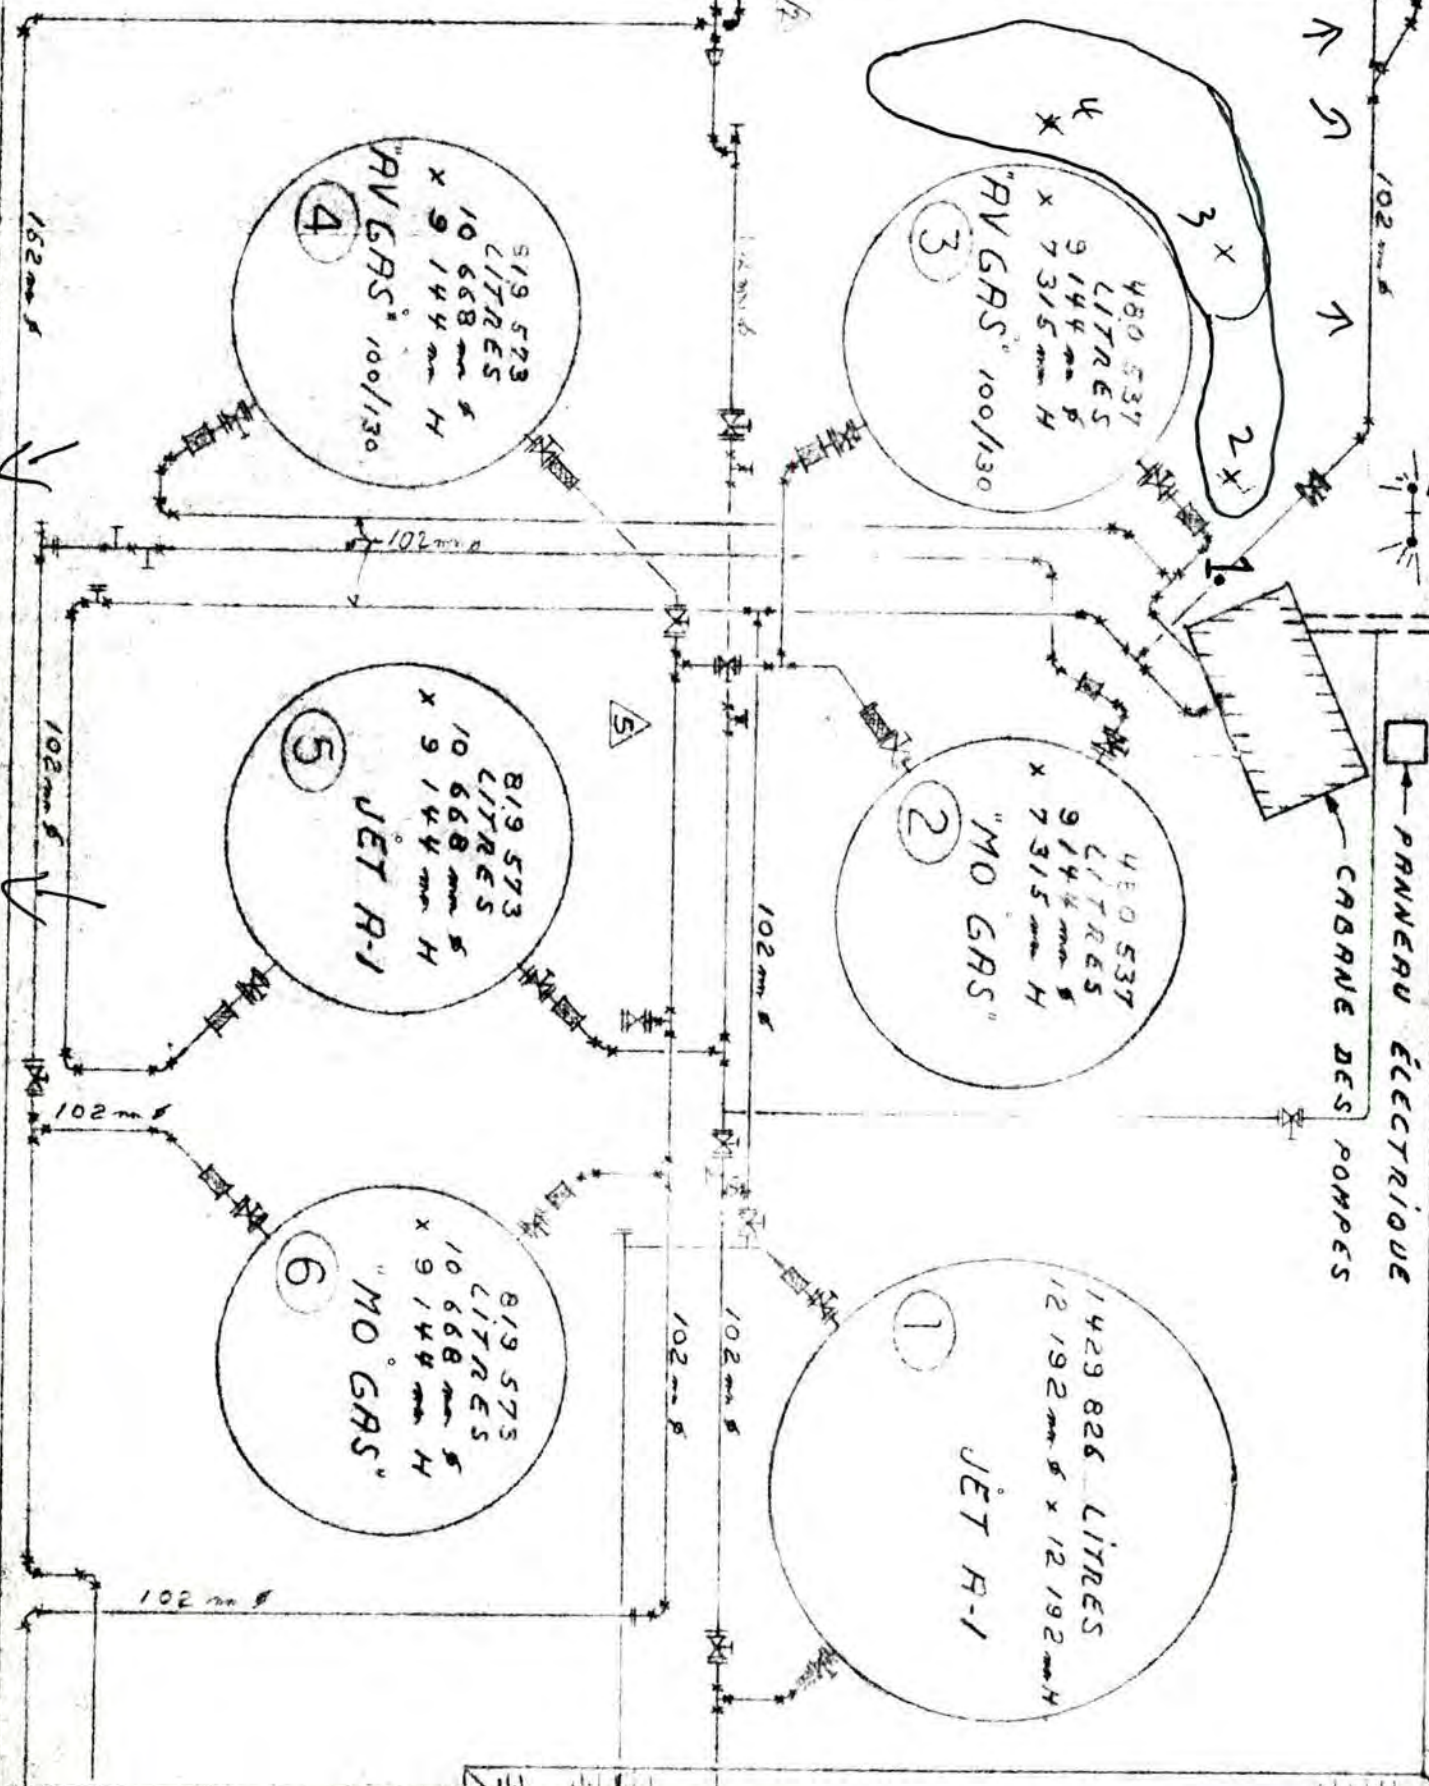 102 mm ø
PANNEAU ÉLECTRIQUE
CABANE DES POMPES
1.
2
3
4
480 537
LITRES
9 144 mm ø
x 7 315 mm H
"AV GAS" 100/130
3
480 537
LITRES
9 144 mm ø
x 7 315 mm H
"MO GAS"
2
1 429 826 LITRES
12 192 mm ø x 12 192 mm H
JET A-1
1
102 mm ø
102 mm ø
102 mm ø
819 573
LITRES
10 668 mm ø
x 9 144 mm H
"AV GAS" 100/130
4
102 mm ø
5
819 573
LITRES
10 668 mm ø
x 9 144 mm H
JET A-1
5
819 573
LITRES
10 668 mm ø
x 9 144 mm H
"MO GAS"
6
102 mm ø
102 mm ø
102 mm ø